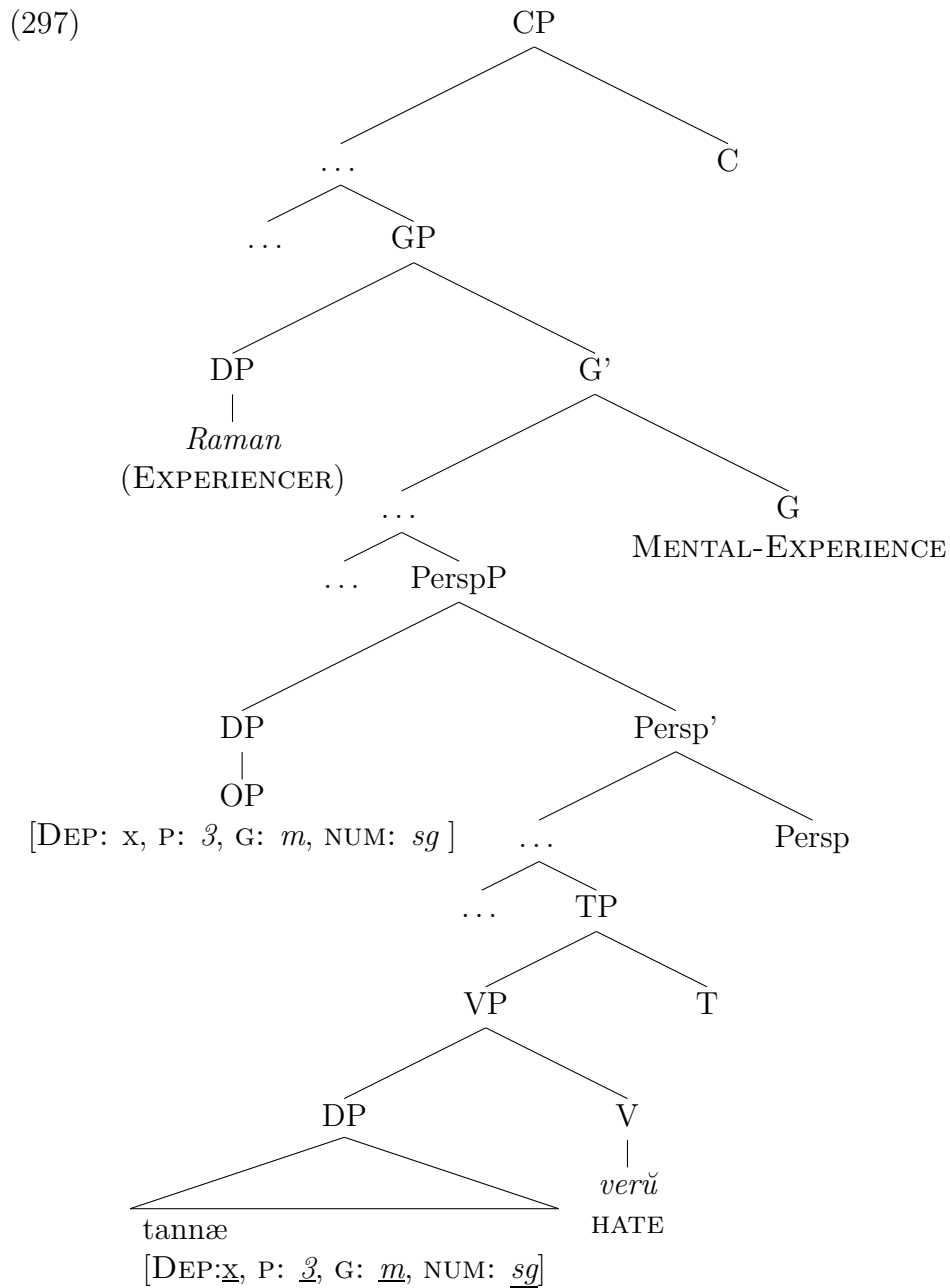 (297)
CP
… C
… GP
DP G’
Raman
(EXPERIENCER)
… G
MENTAL-EXPERIENCE
… PerspP
DP Persp’
OP
[DEP: x, P: 3, G: m, NUM: sg ]
… Persp
… TP
VP T
DP V
verŭ
HATE
tannæ
[DEP:x, P: 3, G: m, NUM: sg]